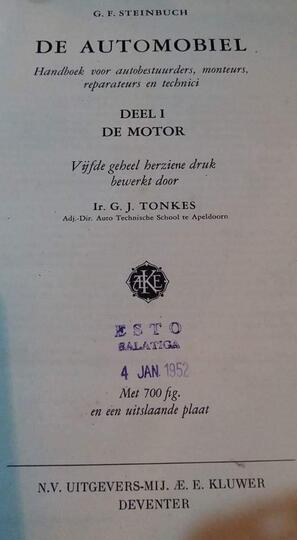 G. F. STEINBUCH
DE AUTOMOBIEL
Handboek voor autobestuurders, monteurs,
reparateurs en technici
DEEL I
DE MOTOR
Vijfde geheel herziene druk
bewerkt door
Ir. G. J. TONKES
Adj.-Dir. Auto Technische School te Apeldoorn
ÆEK
ESTO
SALATIGA
4 JAN. 1952
Met 700 fig.
en een uitslaande plaat
N.V. UITGEVERS-MIJ. Æ. E. KLUWER
DEVENTER